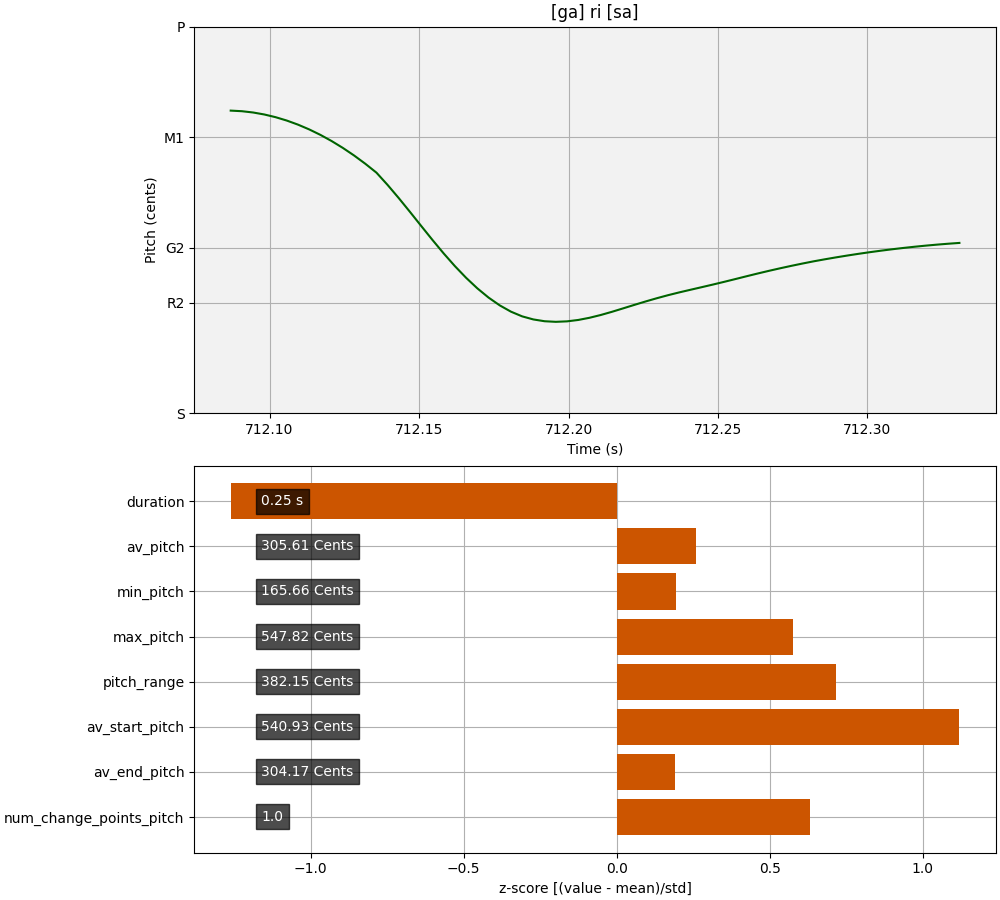 [ga] ri [sa]
P
M1
G2
R2
S
Pitch (cents)
712.10 712.15 712.20 712.25 712.30
Time (s)
duration 0.25 s
av_pitch 305.61 Cents
min_pitch 165.66 Cents
max_pitch 547.82 Cents
pitch_range 382.15 Cents
av_start_pitch 540.93 Cents
av_end_pitch 304.17 Cents
num_change_points_pitch 1.0
−1.0 −0.5 0.0 0.5 1.0
z-score [(value - mean)/std]